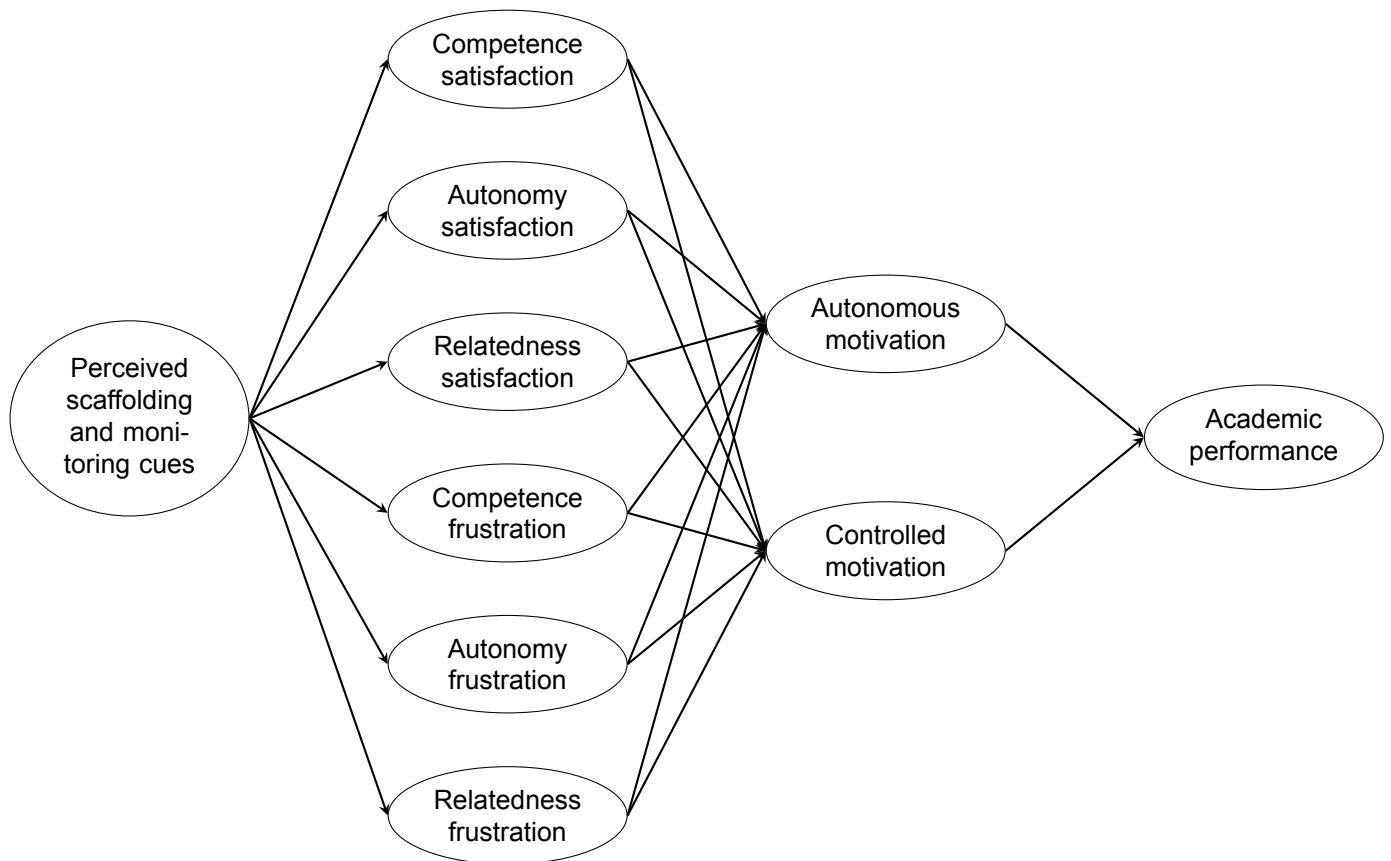 Competence
satisfaction
Autonomy
satisfaction
Relatedness
satisfaction
Perceived
scaffolding
and moni-
toring cues
Competence
frustration
Autonomy
frustration
Relatedness
frustration
Autonomous
motivation
Controlled
motivation
Academic
performance